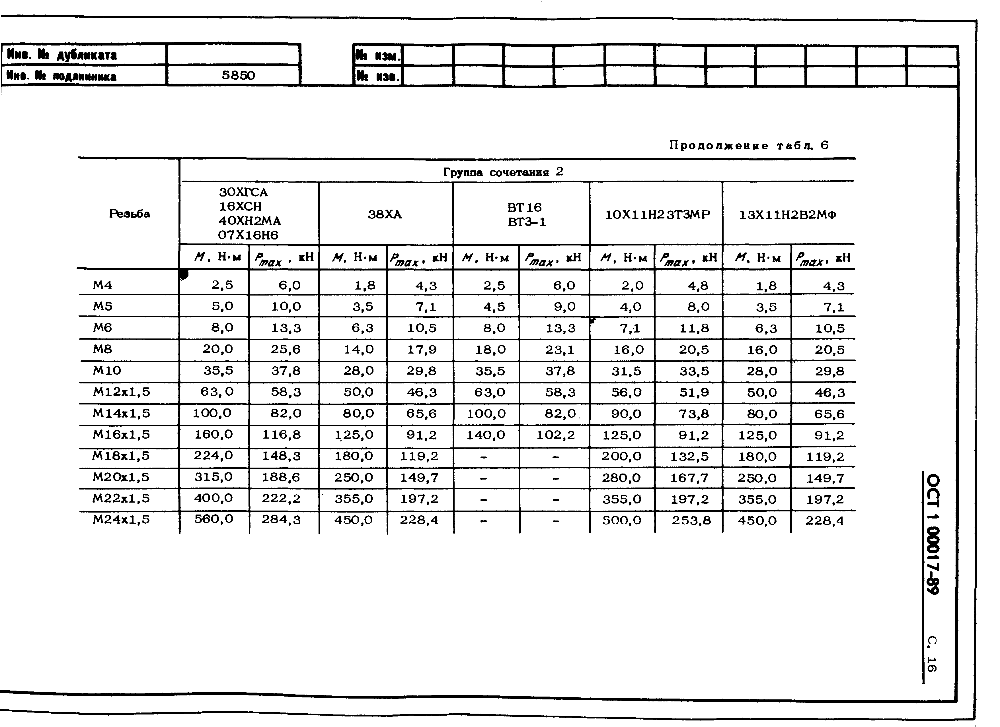 Инв. № дубликата
Инв. № подлинника 5850
№ изм.
№ изв.
Продолжение табл. 6
Группа сочетания 2
Резьба
30ХГСА
16ХСН
40ХН2МА
07Х16Н6
38ХА
ВТ16
ВТ3-1
10Х11Н23Т3МР
13Х11Н2В2МФ
M, Н·м Pmax, кН M, Н·м Pmax, кН M, Н·м Pmax, кН M, Н·м Pmax, кН M, Н·м Pmax, кН
М4 2,5 6,0 1,8 4,3 2,5 6,0 2,0 4,8 1,8 4,3
М5 5,0 10,0 3,5 7,1 4,5 9,0 4,0 8,0 3,5 7,1
М6 8,0 13,3 6,3 10,5 8,0 13,3 7,1 11,8 6,3 10,5
М8 20,0 25,6 14,0 17,9 18,0 23,1 16,0 20,5 16,0 20,5
М10 35,5 37,8 28,0 29,8 35,5 37,8 31,5 33,5 28,0 29,8
М12х1,5 63,0 58,3 50,0 46,3 63,0 58,3 56,0 51,9 50,0 46,3
М14х1,5 100,0 82,0 80,0 65,6 100,0 82,0 90,0 73,8 80,0 65,6
М16х1,5 160,0 116,8 125,0 91,2 140,0 102,2 125,0 91,2 125,0 91,2
М18х1,5 224,0 148,3 180,0 119,2 – – 200,0 132,5 180,0 119,2
М20х1,5 315,0 188,6 250,0 149,7 – – 280,0 167,7 250,0 149,7
М22х1,5 400,0 222,2 355,0 197,2 – – 355,0 197,2 355,0 197,2
М24х1,5 560,0 284,3 450,0 228,4 – – 500,0 253,8 450,0 228,4
ОСТ 1 00017-89 С. 16